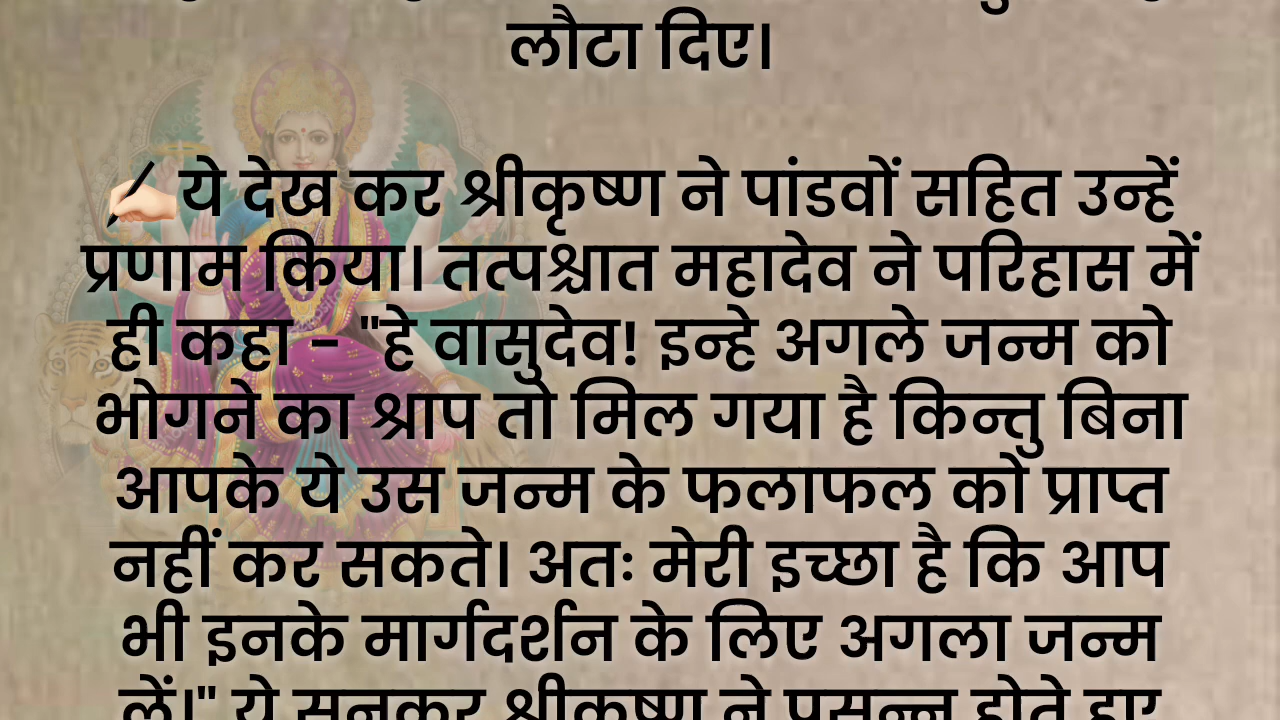 लौटा दिए।
✍🏻ये देख कर श्रीकृष्ण ने पांडवों सहित उन्हें
प्रणाम किया। तत्पश्चात महादेव ने परिहास में
ही कहा - "हे वासुदेव! इन्हे अगले जन्म को
भोगने का श्राप तो मिल गया है किन्तु बिना
आपके ये उस जन्म के फलाफल को प्राप्त
नहीं कर सकते। अतः मेरी इच्छा है कि आप
भी इनके मार्गदर्शन के लिए अगला जन्म
लें।" ये सुनकर श्रीकृष्ण ने प्रसन्न होते हुए